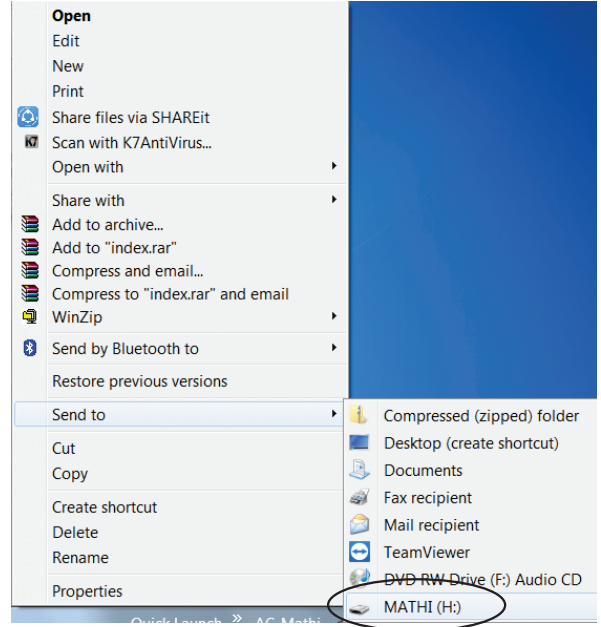 Open
Edit
New
Print
Share files via SHAREit
K7 Scan with K7AntiVirus...
Open with
Share with
Add to archive...
Add to "index.rar"
Compress and email...
Compress to "index.rar" and email
WinZip
Send by Bluetooth to
Restore previous versions
Send to
Cut
Copy
Create shortcut
Delete
Rename
Properties
Compressed (zipped) folder
Desktop (create shortcut)
Documents
Fax recipient
Mail recipient
TeamViewer
DVD RW Drive (F:) Audio CD
MATHI (H:)
Quick Launch » AG-Mathi